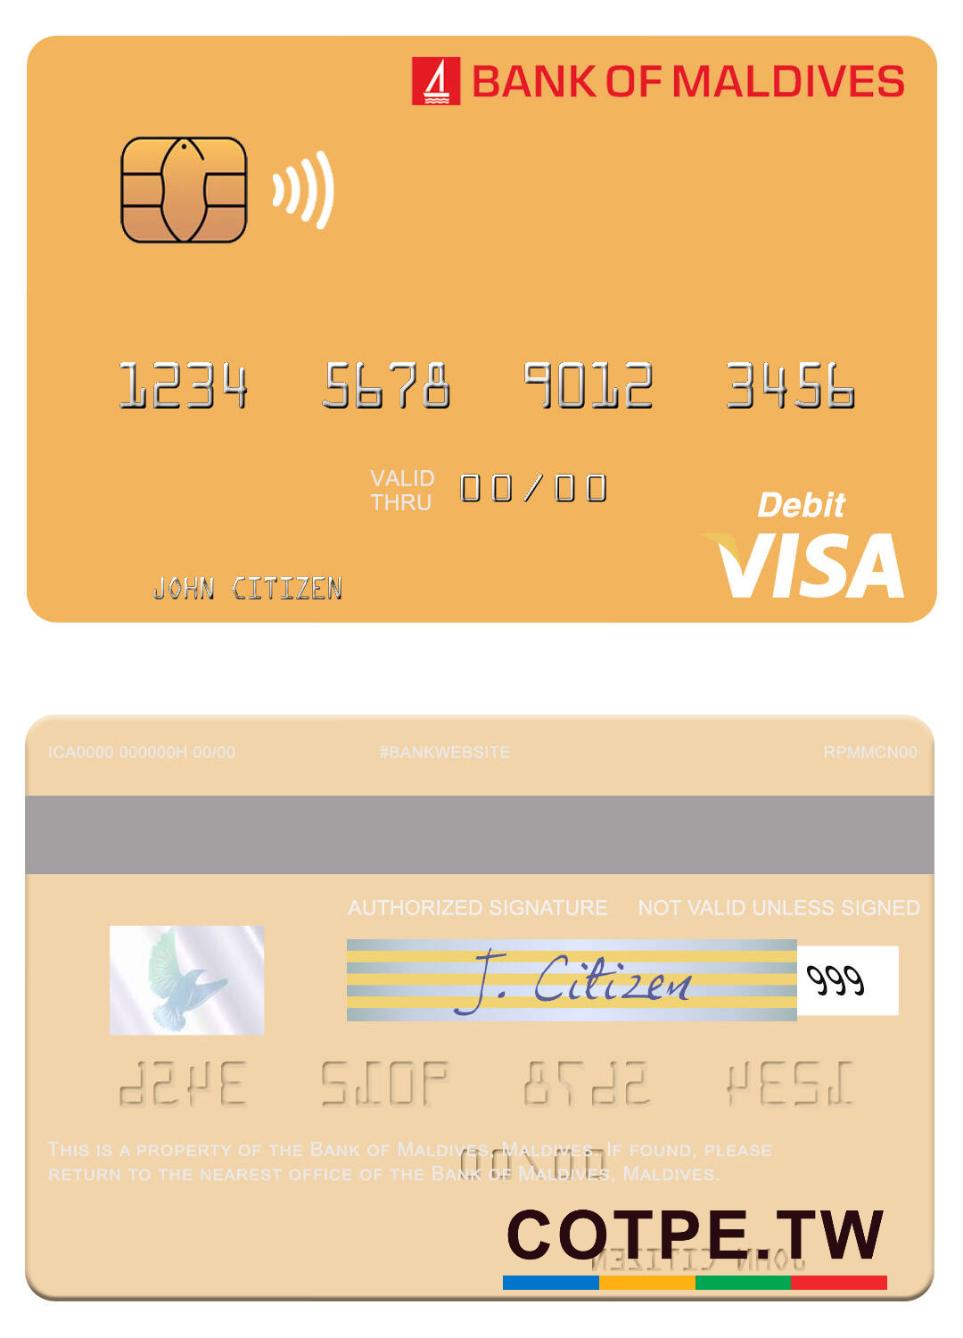 BANK OF MALDIVES
1234 5678 9012 3456
VALID
THRU 00/00
Debit
VISA
JOHN CITIZEN
ICA0000 000000H 00/00 #BANKWEBSITE RPMMCN00
AUTHORIZED SIGNATURE NOT VALID UNLESS SIGNED
J. Citizen 999
THIS IS A PROPERTY OF THE BANK OF MALDIVES, MALDIVES. IF FOUND, PLEASE
RETURN TO THE NEAREST OFFICE OF THE BANK OF MALDIVES, MALDIVES.
COTPE.TW